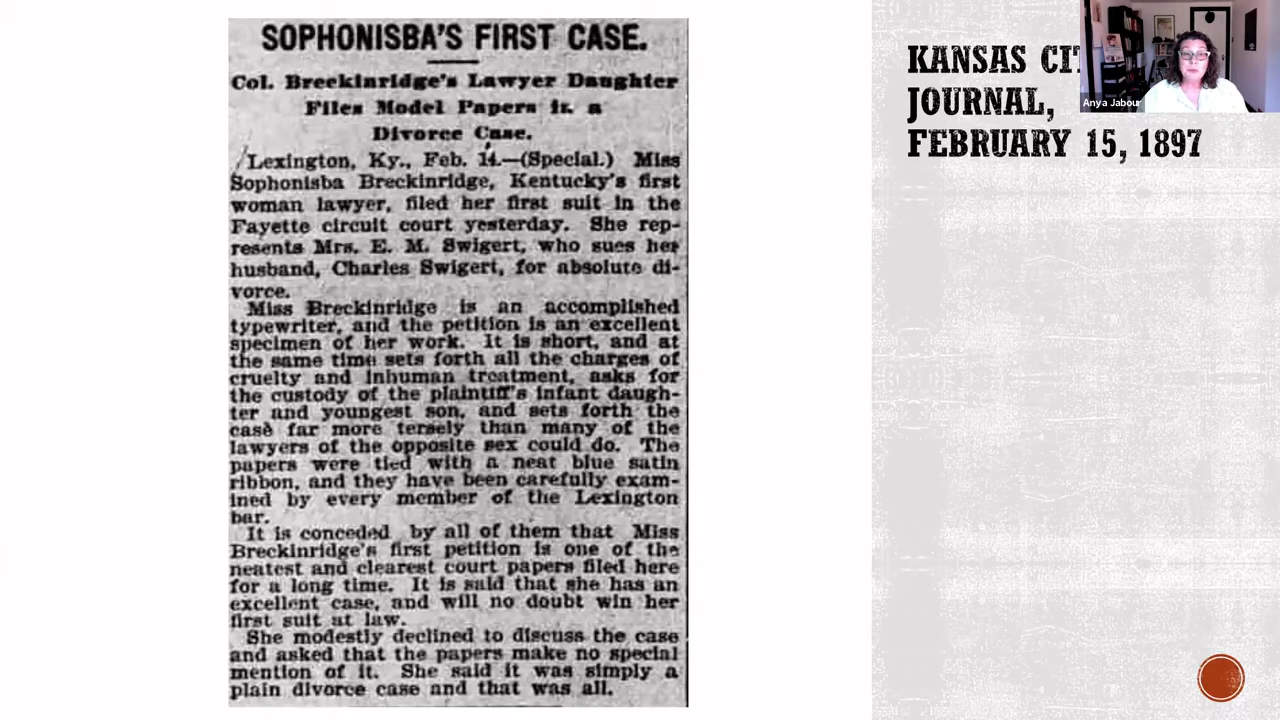 SOPHONISBA'S FIRST CASE.
Col. Breckinridge's Lawyer Daughter
Files Model Papers in a
Divorce Case.
Lexington, Ky., Feb. 14.—(Special.) Miss
Sophonisba Breckinridge, Kentucky's first
woman lawyer, filed her first suit in the
Fayette circuit court yesterday. She rep-
resents Mrs. E. M. Swigert, who sues her
husband, Charles Swigert, for absolute di-
vorce.
Miss Breckinridge is an accomplished
typewriter, and the petition is an excellent
specimen of her work. It is short, and at
the same time sets forth all the charges of
cruelty and inhuman treatment, asks for
the custody of the plaintiff's infant daugh-
ter and youngest son, and sets forth the
case far more tersely than many of the
lawyers of the opposite sex could do. The
papers were tied with a neat blue satin
ribbon, and they have been carefully exam-
ined by every member of the Lexington
bar.
It is conceded by all of them that Miss
Breckinridge's first petition is one of the
neatest and clearest court papers filed here
for a long time. It is said that she has an
excellent case, and will no doubt win her
first suit at law.
She modestly declined to discuss the case
and asked that the papers make no special
mention of it. She said it was simply a
plain divorce case and that was all.
KANSAS CIT
JOURNAL,
FEBRUARY 15, 1897
Anya Jabour